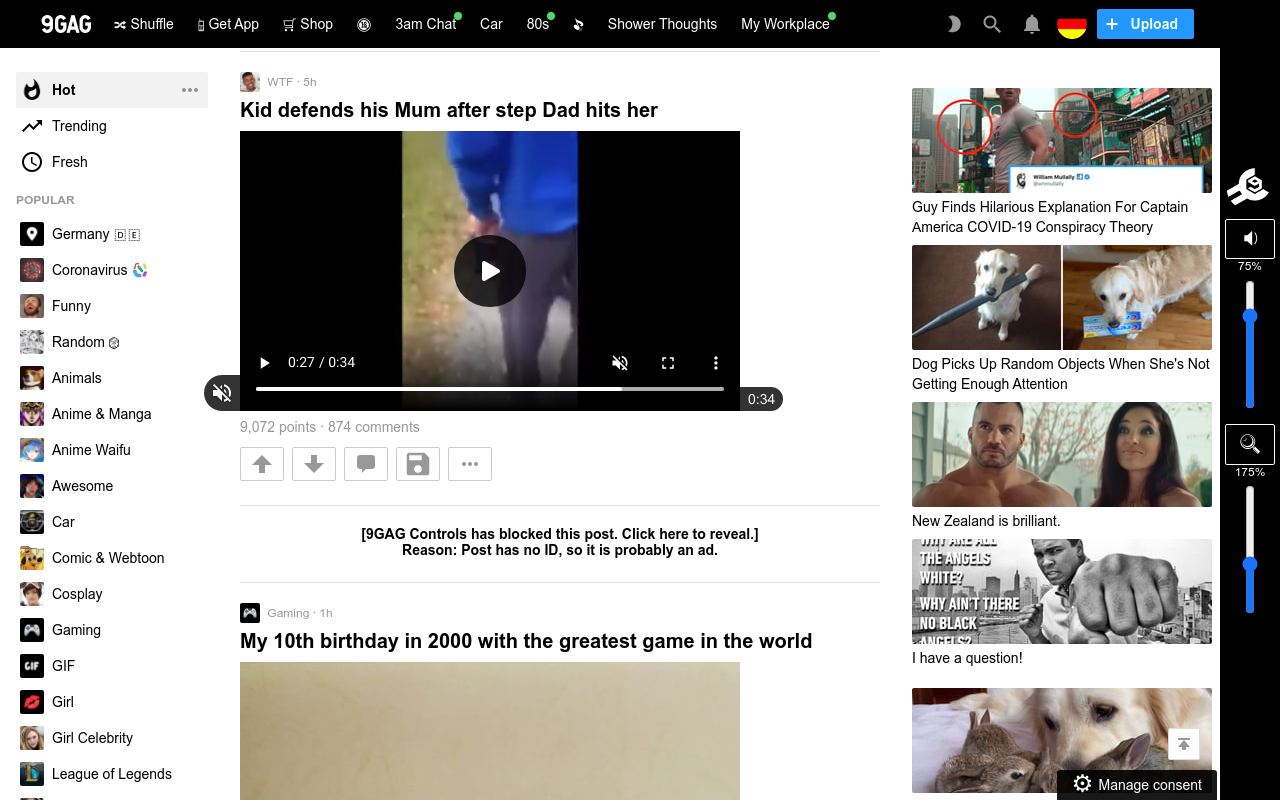 9GAG
Shuffle
Get App
Shop
3am Chat
Car
80s
Shower Thoughts
My Workplace
Upload
Hot
Trending
Fresh
POPULAR
Germany 🇩🇪
Coronavirus
Funny
Random
Animals
Anime & Manga
Anime Waifu
Awesome
Car
Comic & Webtoon
Cosplay
Gaming
GIF
GIF
Girl
Girl Celebrity
League of Legends
WTF · 5h
Kid defends his Mum after step Dad hits her
0:27 / 0:34
0:34
9,072 points · 874 comments
[9GAG Controls has blocked this post. Click here to reveal.]
Reason: Post has no ID, so it is probably an ad.
Gaming · 1h
My 10th birthday in 2000 with the greatest game in the world
William Mullally
@whmullally
Guy Finds Hilarious Explanation For Captain
America COVID-19 Conspiracy Theory
Dog Picks Up Random Objects When She's Not
Getting Enough Attention
New Zealand is brilliant.
WHY ARE ALL
THE ANGELS
WHITE?
WHY AIN'T THERE
NO BLACK
ANGELS?
I have a question!
Manage consent
75%
175%